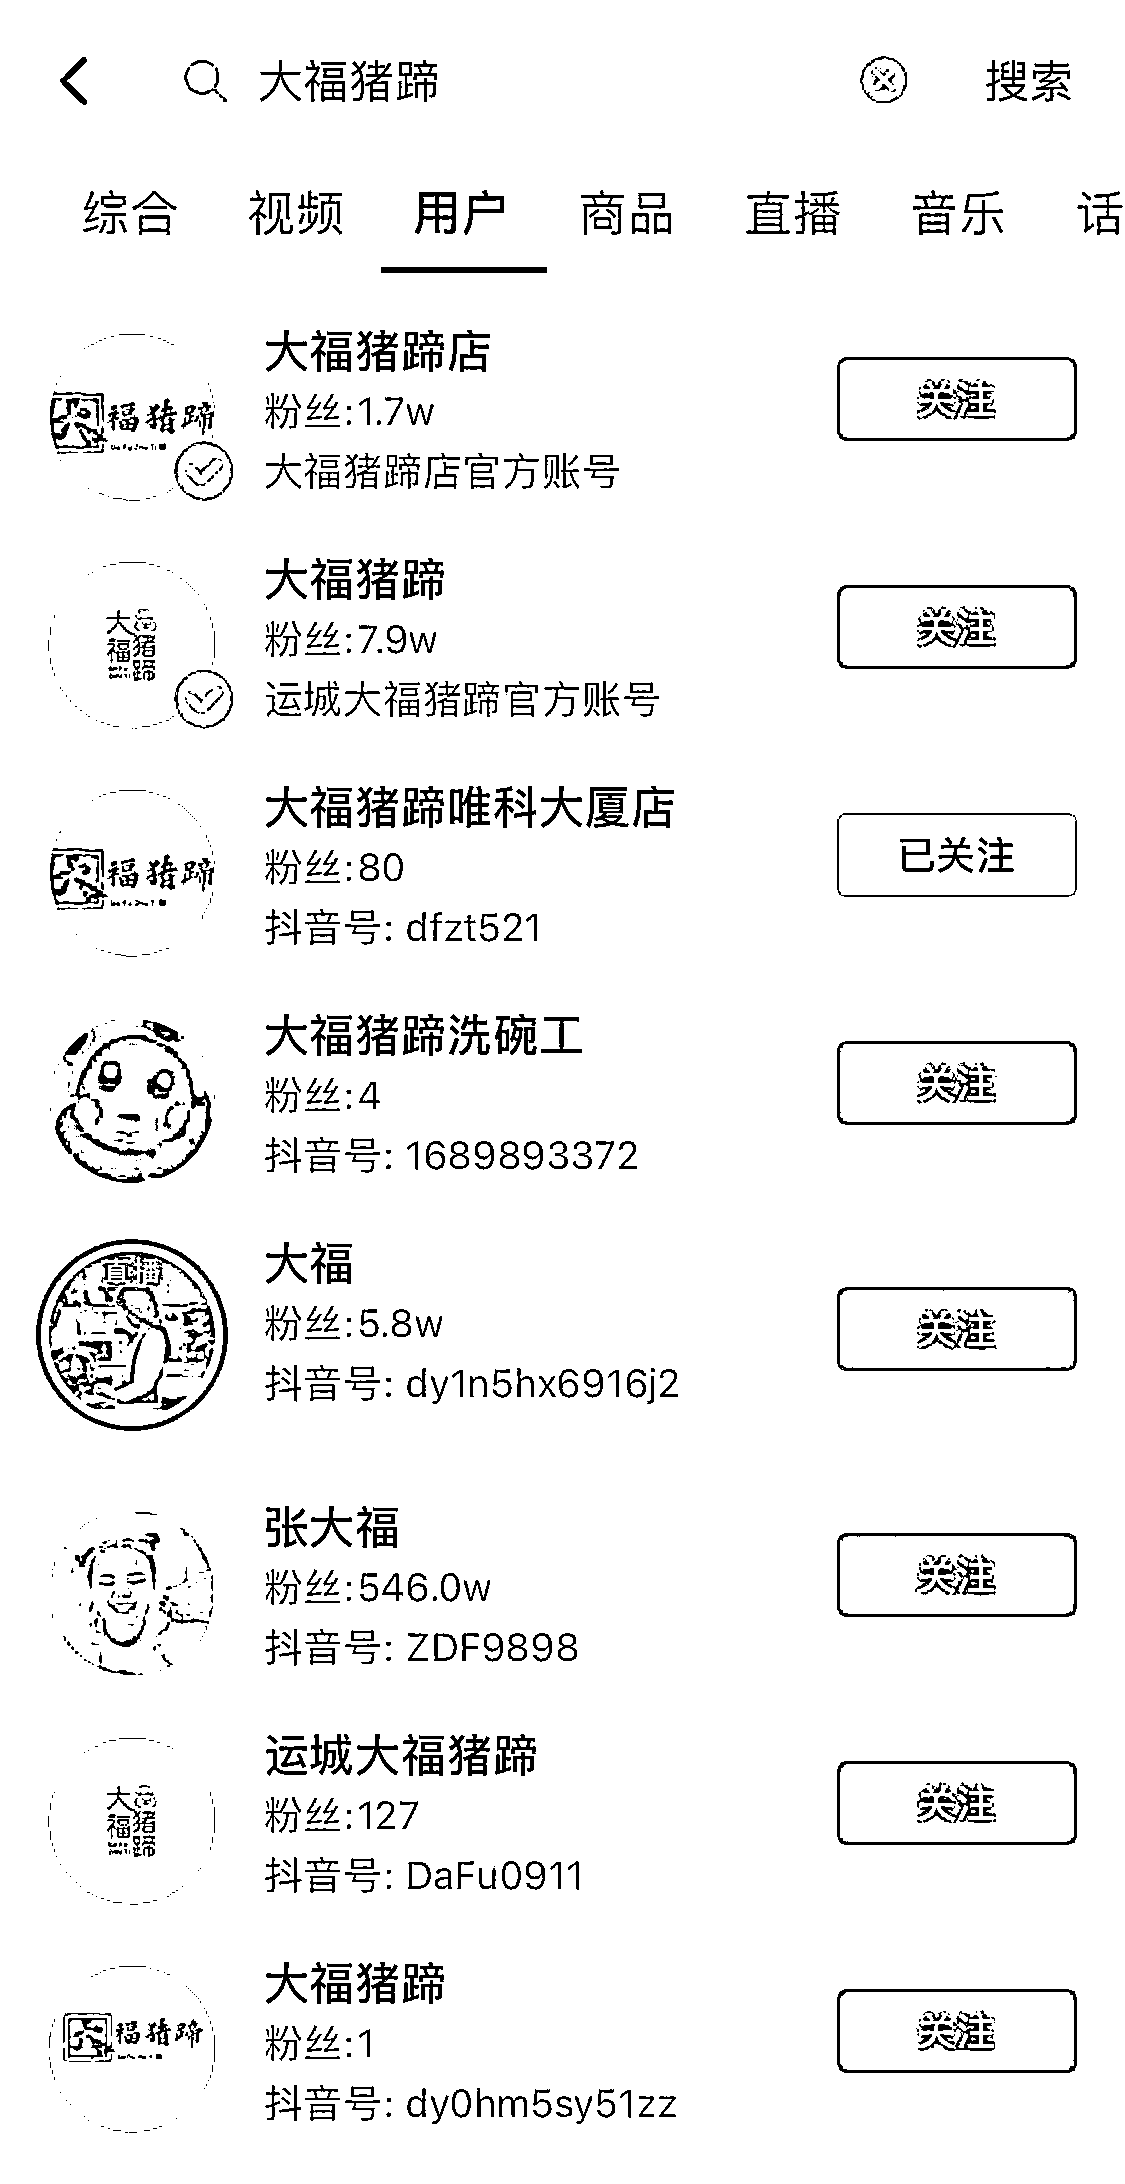 大福猪蹄
搜索
综合 视频 用户 商品 直播 音乐 话
大福猪蹄店
粉丝:1.7w
大福猪蹄店官方账号
关注
福猪蹄
大福猪蹄
粉丝:7.9w
运城大福猪蹄官方账号
关注
大福猪蹄
大福猪蹄唯科大厦店
粉丝:80
抖音号: dfzt521
已关注
福猪蹄
大福猪蹄洗碗工
粉丝:4
抖音号: 1689893372
关注
大福
粉丝:5.8w
抖音号: dy1n5hx6916j2
关注
直播
张大福
粉丝:546.0w
抖音号: ZDF9898
关注
运城大福猪蹄
粉丝:127
抖音号: DaFu0911
关注
大福猪蹄
大福猪蹄
粉丝:1
抖音号: dy0hm5sy51zz
关注
福猪蹄